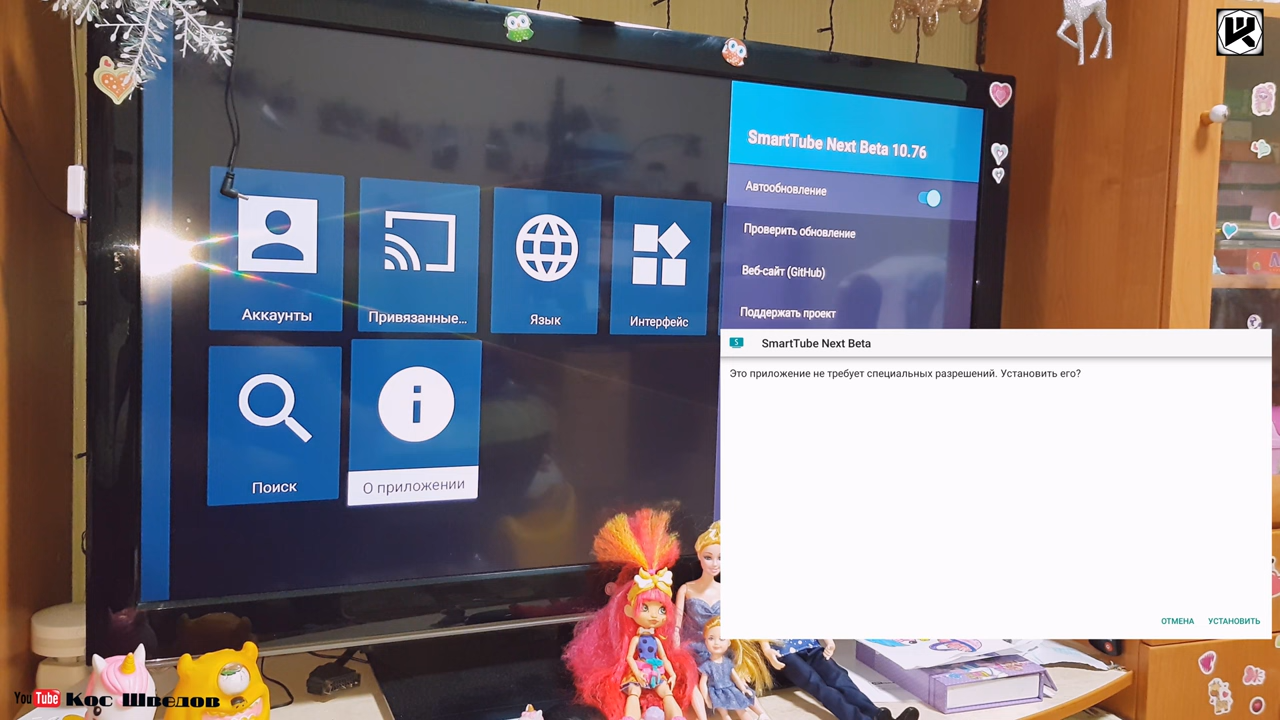 SmartTube Next Beta 10.76
Автообновление
Проверить обновление
Веб-сайт (GitHub)
Поддержать проект
Аккаунты
Привязанные...
Язык
Интерфейс
Поиск
О приложении
S
SmartTube Next Beta
Это приложение не требует специальных разрешений. Установить его?
ОТМЕНА
УСТАНОВИТЬ
YouTube Кос Шведов